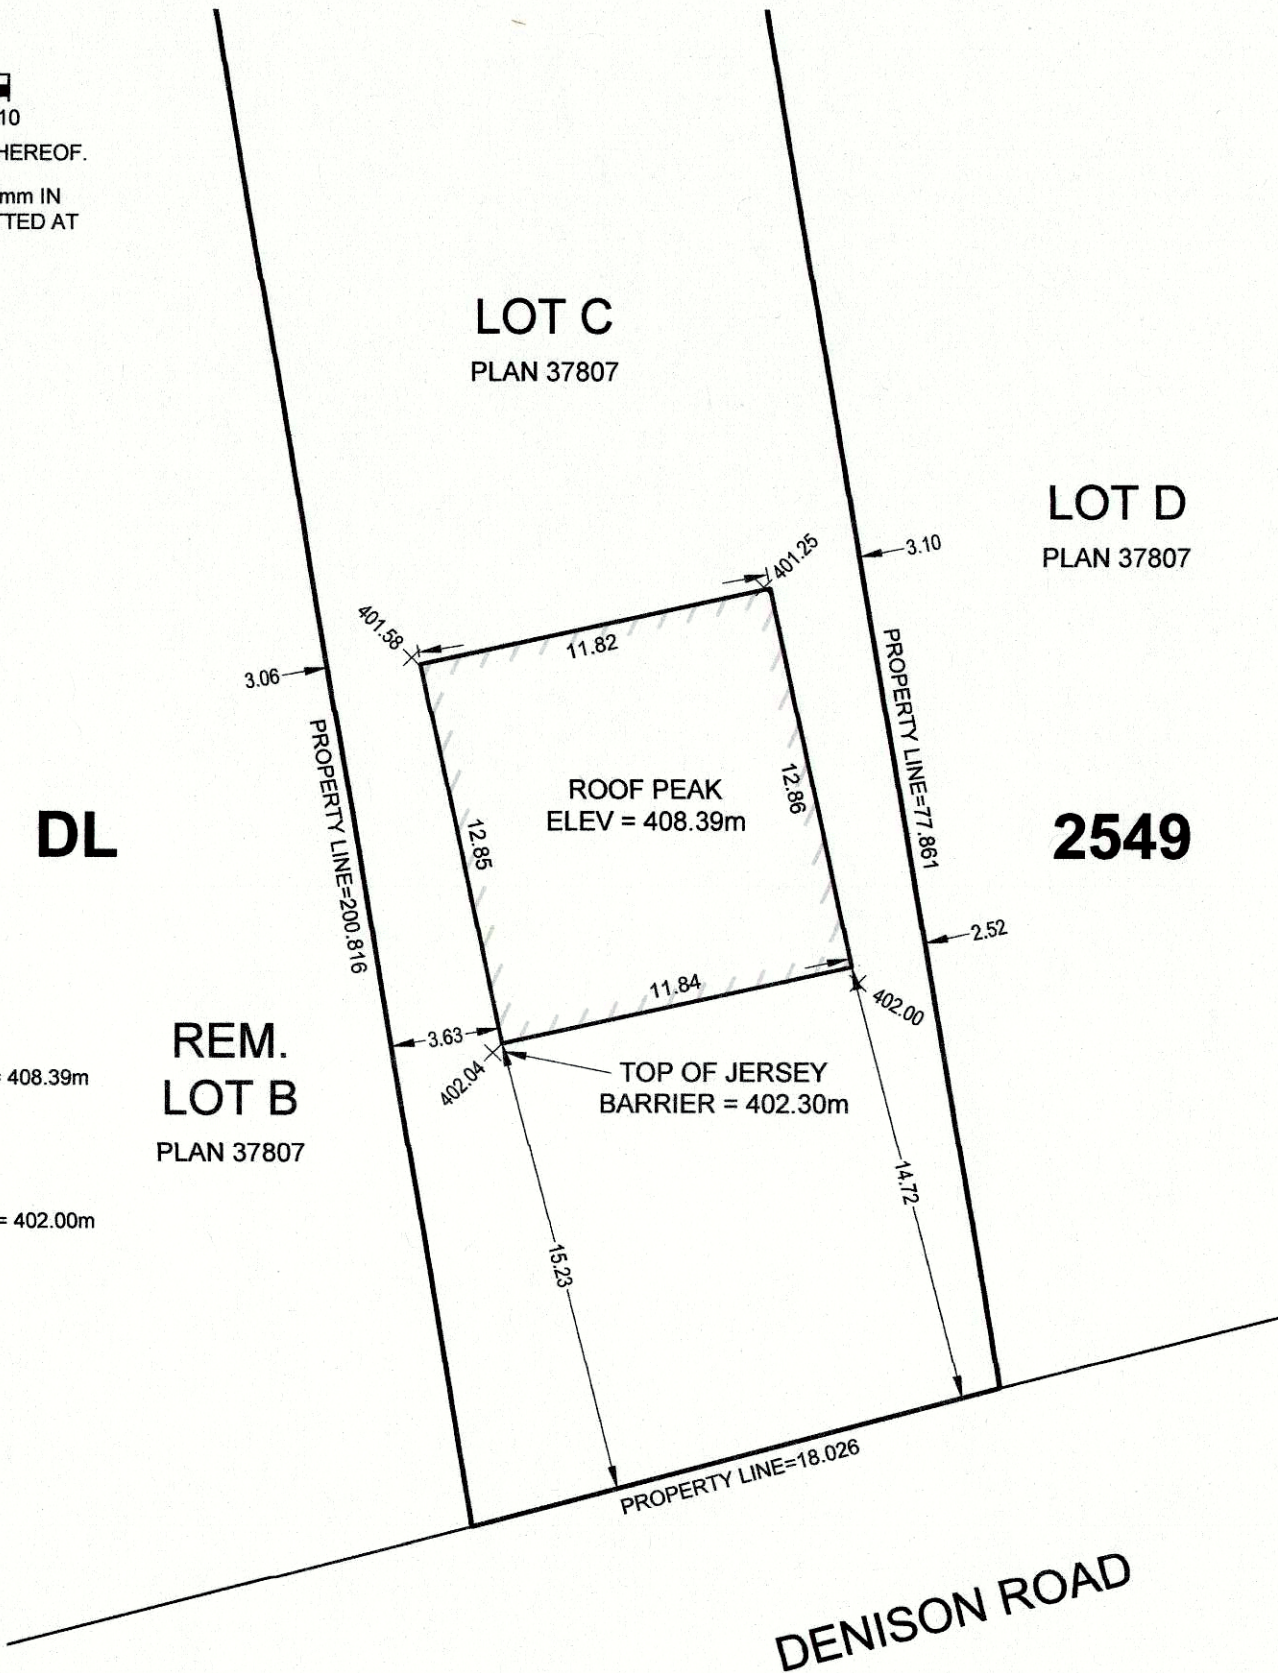 10
HEREOF.
mm IN
TTED AT
LOT C
PLAN 37807
LOT D
PLAN 37807
3.10
401.25
401.58
11.82
3.06
PROPERTY LINE=77.861
PROPERTY LINE=200.816
ROOF PEAK
ELEV = 408.39m
12.86
12.85
DL
2549
2.52
11.84
402.00
3.63
402.04
REM.
LOT B
PLAN 37807
= 408.39m
TOP OF JERSEY
BARRIER = 402.30m
14.72
= 402.00m
15.23
PROPERTY LINE=18.026
DENISON ROAD